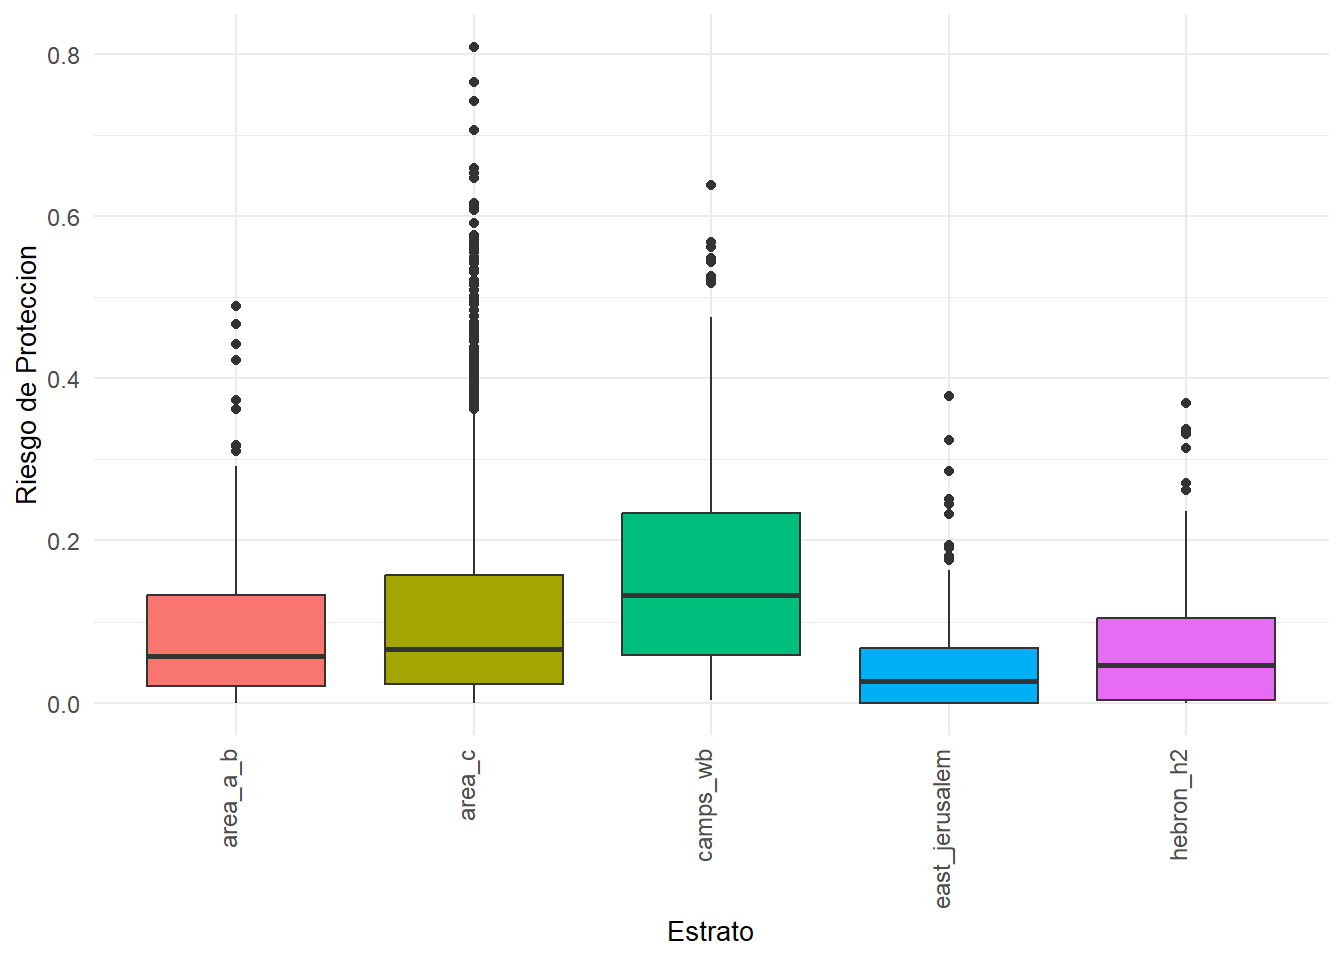 0.8
0.6
0.4
0.2
0.0
Riesgo de Proteccion
area_a_b
area_c
camps_wb
east_jerusalem
hebron_h2
Estrato